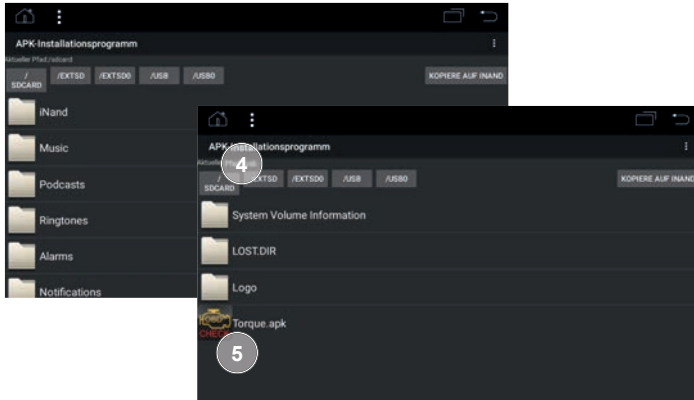 APK-Installationsprogramm
Aktueller Pfad:/sdcard
/SDCARD /EXTSD /EXTSD0 /USB /USB0 KOPIERE AUF INAND
iNand
Music
Podcasts
Ringtones
Alarms
Notifications
APK-Installationsprogramm
Aktueller
4
/SDCARD /EXTSD /EXTSD0 /USB /USB0 KOPIERE AUF INAND
System Volume Information
LOST.DIR
Logo
CHECK
Torque.apk
5